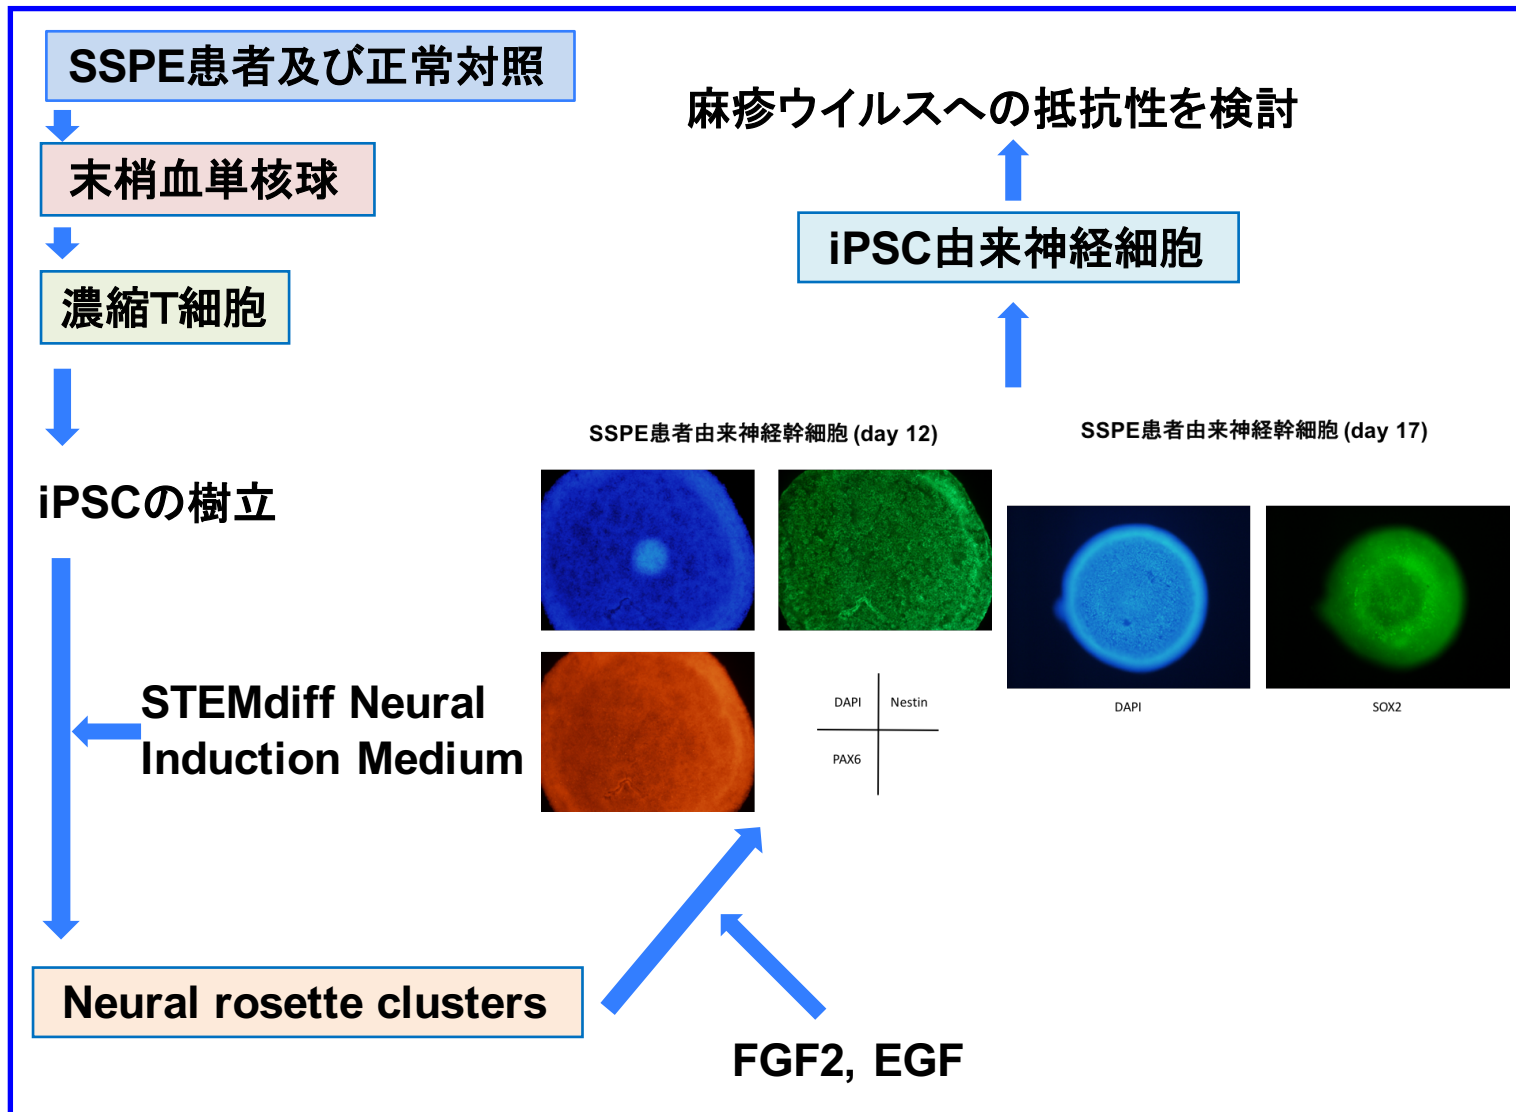 SSPE患者及び正常対照
末梢血単核球
濃縮T細胞
iPSCの樹立
STEMdiff Neural
Induction Medium
Neural rosette clusters
FGF2, EGF
SSPE患者由来神経幹細胞 (day 12)
DAPI
Nestin
PAX6
SSPE患者由来神経幹細胞 (day 17)
DAPI
SOX2
iPSC由来神経細胞
麻疹ウイルスへの抵抗性を検討